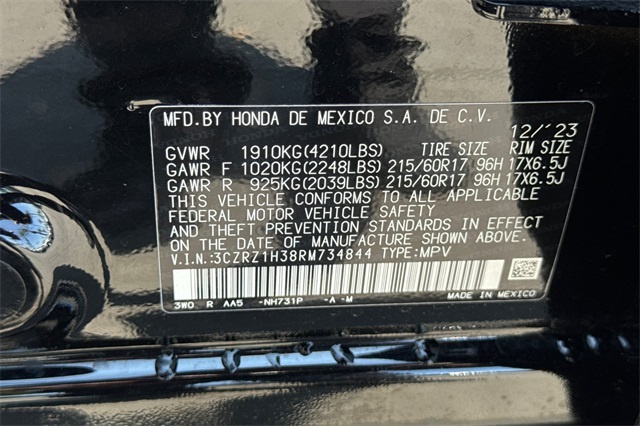 MFD.BY HONDA DE MEXICO S.A. DE C.V.
12/'23
GVWR 1910KG(4210LBS) TIRE SIZE RIM SIZE
GAWR F 1020KG(2248LBS) 215/60R17 96H 17X6.5J
GAWR R 925KG(2039LBS) 215/60R17 96H 17X6.5J
THIS VEHICLE CONFORMS TO ALL APPLICABLE
FEDERAL MOTOR VEHICLE SAFETY
AND THEFT PREVENTION STANDARDS IN EFFECT
ON THE DATE OF MANUFACTURE SHOWN ABOVE.
V.I.N.:3CZRZ1H38RM734844 TYPE:MPV
3W0 R AA5 -NH731P -A-M MADE IN MEXICO